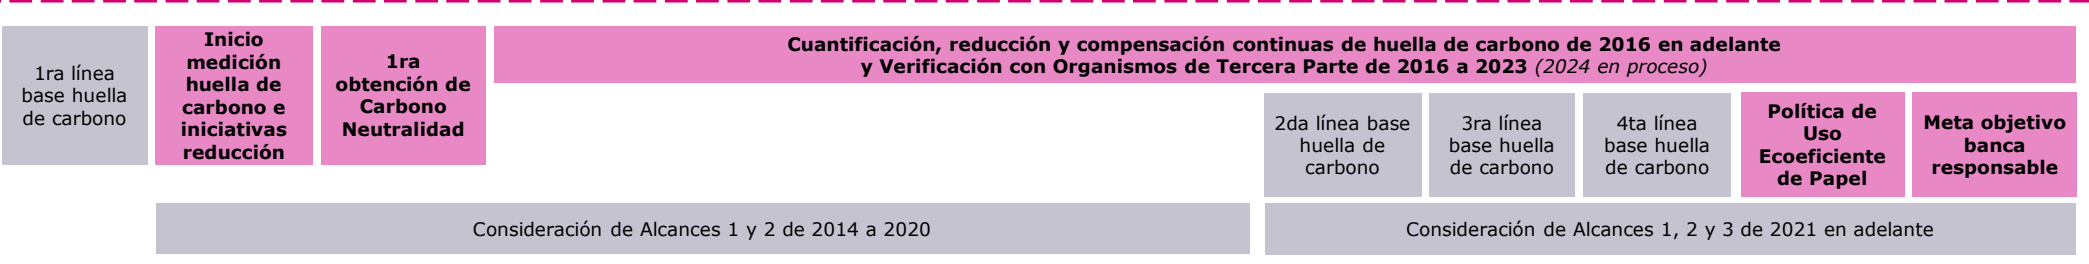 1ra línea
base huella
de carbono
Inicio
medición
huella de
carbono e
iniciativas
reducción
1ra
obtención de
Carbono
Neutralidad
Cuantificación, reducción y compensación continuas de huella de carbono de 2016 en adelante
y Verificación con Organismos de Tercera Parte de 2016 a 2023 (2024 en proceso)
2da línea base
huella de
carbono
3ra línea
base huella
de carbono
4ta línea
base huella
de carbono
Política de
Uso
Ecoeficiente
de Papel
Meta objetivo
banca
responsable
Consideración de Alcances 1 y 2 de 2014 a 2020
Consideración de Alcances 1, 2 y 3 de 2021 en adelante